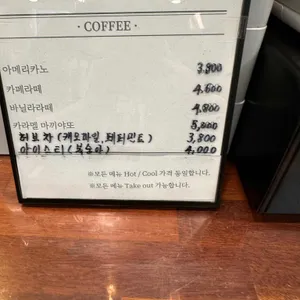 · COFFEE ·
아메리카노 3,800
카페라떼 4,500
바닐라라떼 4,800
카라멜 마끼아또 5,000
허브차 (캐모마일, 페퍼민트) 3,800
아이스티 (복숭아) 4,000
※모든 메뉴 Hot / Cool 가격 동일합니다.
※모든 메뉴 Take out 가능합니다.